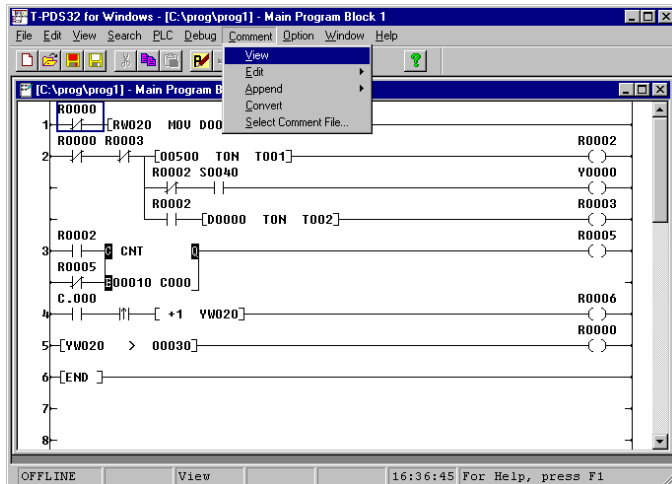 T-PDS32 for Windows - [C:\prog\prog1] - Main Program Block 1
File Edit View Search PLC Debug Comment Option Window Help
View
Edit
Append
Convert
Select Comment File...
[C:\prog\prog1] - Main Program B
R0000
1 [RW020 MOV D00
R0000 R0003 R0002
2 [00500 TON T001]
R0002 S0040 Y0000
R0002 R0003
[D0000 TON T002]
R0002 R0005
3 C CNT Q
R0005
E 00010 C000
C.000 R0006
4 [ +1 YW020]
R0000
5 [YW020 > 00030]
6 [END ]
7
8
OFFLINE View 16:36:45 For Help, press F1